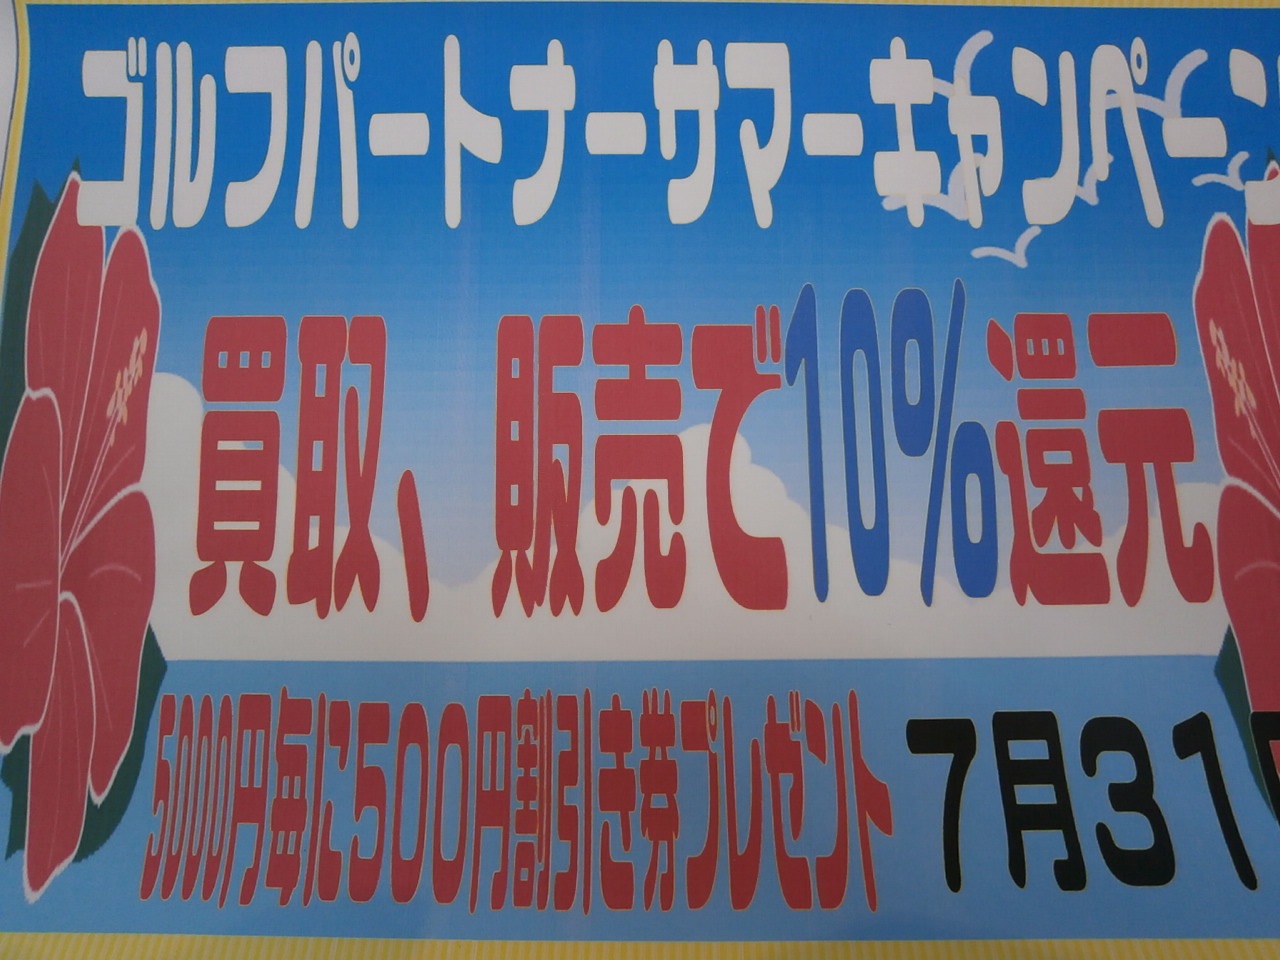 ゴルフパートナーサマーキャンペーン
買取、販売で10%還元
5000円毎に500円割引き券プレゼント 7月31日